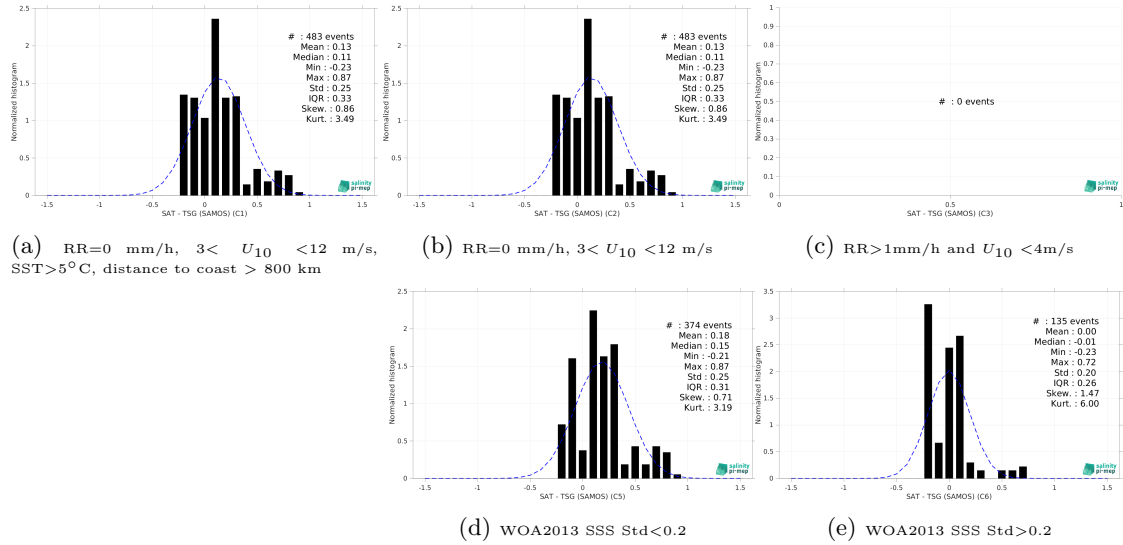 2.5
2
1.5
1
0.5
0
Normalized histogram
# : 483 events
Mean : 0.13
Median : 0.11
Min : -0.23
Max : 0.87
Std : 0.25
IQR : 0.33
Skew. : 0.86
Kurt. : 3.49
salinity
pi-mep
-1.5 -1 -0.5 0 0.5 1 1.5
SAT - TSG (SAMOS) (C1)
2.5
2
1.5
1
0.5
0
Normalized histogram
# : 483 events
Mean : 0.13
Median : 0.11
Min : -0.23
Max : 0.87
Std : 0.25
IQR : 0.33
Skew. : 0.86
Kurt. : 3.49
salinity
pi-mep
-1.5 -1 -0.5 0 0.5 1 1.5
SAT - TSG (SAMOS) (C2)
1
0.9
0.8
0.7
0.6
0.5
0.4
0.3
0.2
0.1
0
Normalized histogram
# : 0 events
salinity
pi-mep
0 0.5 1
SAT - TSG (SAMOS) (C3)
(a) RR=0 mm/h, 3< U10 <12 m/s,
SST>5°C, distance to coast > 800 km
(b) RR=0 mm/h, 3< U10 <12 m/s
(c) RR>1mm/h and U10 <4m/s
2.5
2
1.5
1
0.5
0
Normalized histogram
# : 374 events
Mean : 0.18
Median : 0.15
Min : -0.21
Max : 0.87
Std : 0.25
IQR : 0.31
Skew. : 0.71
Kurt. : 3.19
salinity
pi-mep
-1.5 -1 -0.5 0 0.5 1 1.5
SAT - TSG (SAMOS) (C5)
3.5
3
2.5
2
1.5
1
0.5
0
Normalized histogram
# : 135 events
Mean : 0.00
Median : -0.01
Min : -0.23
Max : 0.72
Std : 0.20
IQR : 0.26
Skew. : 1.47
Kurt. : 6.00
salinity
pi-mep
-1.5 -1 -0.5 0 0.5 1 1.5
SAT - TSG (SAMOS) (C6)
(d) WOA2013 SSS Std<0.2
(e) WOA2013 SSS Std>0.2